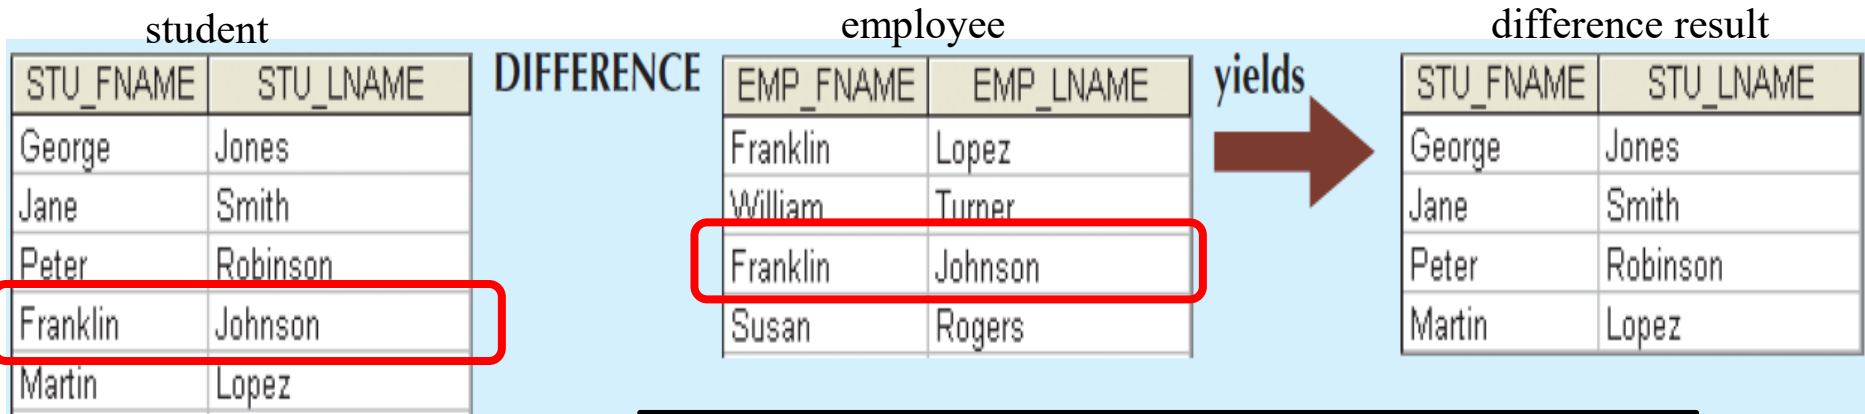 student
employee
difference result
STU_FNAME STU_LNAME
George Jones
Jane Smith
Peter Robinson
Franklin Johnson
Martin Lopez
DIFFERENCE
EMP_FNAME EMP_LNAME
Franklin Lopez
William Turner
Franklin Johnson
Susan Rogers
yields
STU_FNAME STU_LNAME
George Jones
Jane Smith
Peter Robinson
Martin Lopez